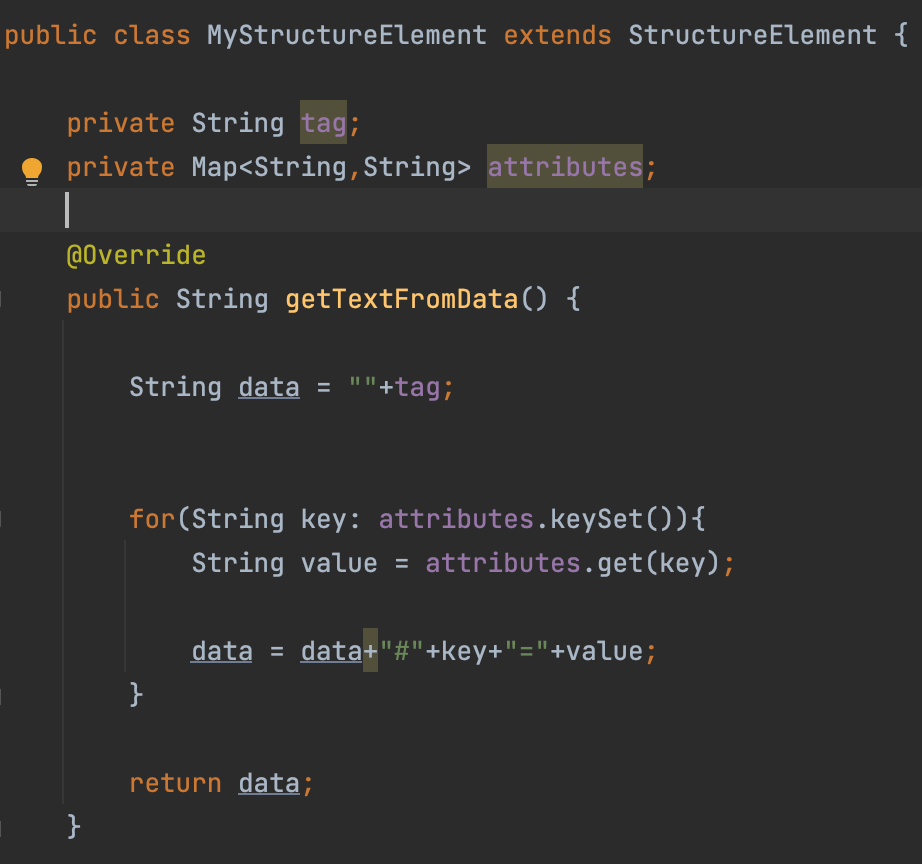 public class MyStructureElement extends StructureElement {
private String tag;
private Map<String,String> attributes;
@Override
public String getTextFromData() {
String data = ""+tag;
for(String key: attributes.keySet()){
String value = attributes.get(key);
data = data+"#"+key+"="+value;
}
return data;
}